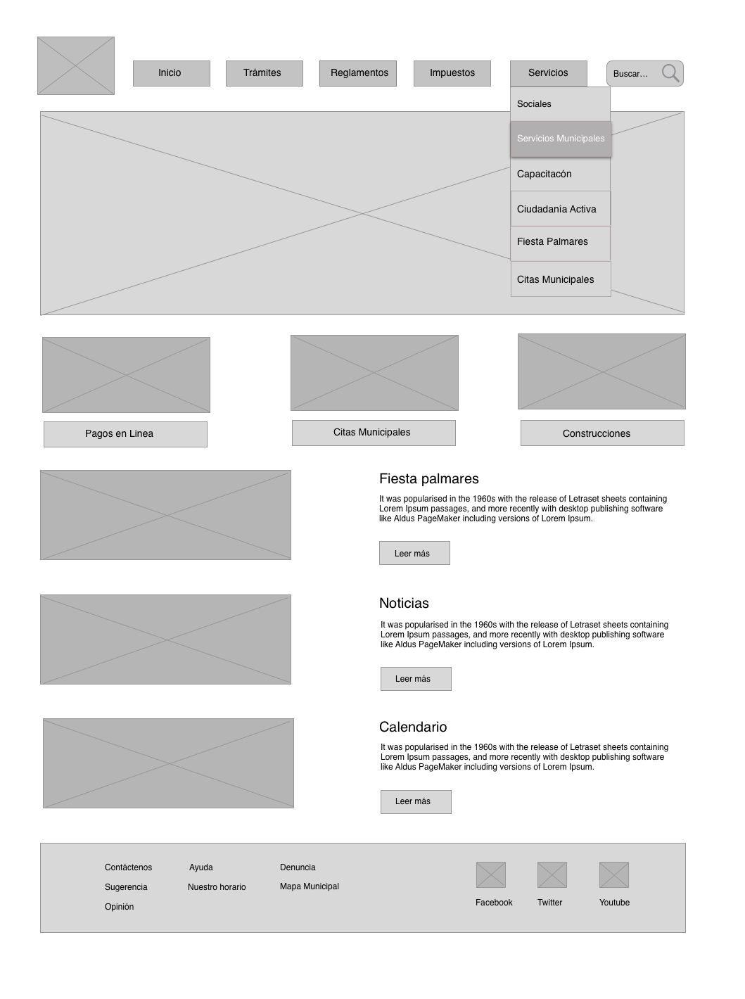 Inicio
Trámites
Reglamentos
Impuestos
Servicios
Buscar...
Sociales
Servicios Municipales
Capacitacón
Ciudadanía Activa
Fiesta Palmares
Citas Municipales
Pagos en Linea
Citas Municipales
Construcciones
Fiesta palmares
It was popularised in the 1960s with the release of Letraset sheets containing
Lorem Ipsum passages, and more recently with desktop publishing software
like Aldus PageMaker including versions of Lorem Ipsum.
Leer más
Noticias
It was popularised in the 1960s with the release of Letraset sheets containing
Lorem Ipsum passages, and more recently with desktop publishing software
like Aldus PageMaker including versions of Lorem Ipsum.
Leer más
Calendario
It was popularised in the 1960s with the release of Letraset sheets containing
Lorem Ipsum passages, and more recently with desktop publishing software
like Aldus PageMaker including versions of Lorem Ipsum.
Leer más
Contáctenos
Ayuda
Denuncia
Sugerencia
Nuestro horario
Mapa Municipal
Opinión
Facebook
Twitter
Youtube